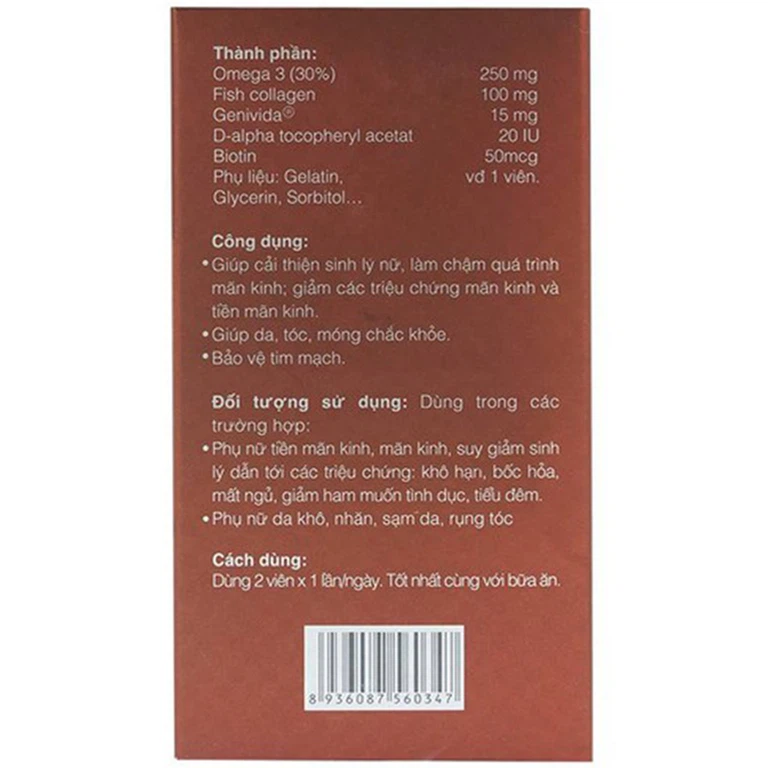 Thành phần:
Omega 3 (30%) 250 mg
Fish collagen 100 mg
Genivida® 15 mg
D-alpha tocopheryl acetat 20 IU
Biotin 50mcg
Phụ liệu: Gelatin, vđ 1 viên.
Glycerin, Sorbitol...
Công dụng:
• Giúp cải thiện sinh lý nữ, làm chậm quá trình
mãn kinh; giảm các triệu chứng mãn kinh và
tiền mãn kinh.
• Giúp da, tóc, móng chắc khỏe.
• Bảo vệ tim mạch.
Đối tượng sử dụng: Dùng trong các
trường hợp:
• Phụ nữ tiền mãn kinh, mãn kinh, suy giảm sinh
lý dẫn tới các triệu chứng: khô hạn, bốc hỏa,
mất ngủ, giảm ham muốn tình dục, tiểu đêm.
• Phụ nữ da khô, nhăn, sạm da, rụng tóc
Cách dùng:
Dùng 2 viên x 1 lần/ngày. Tốt nhất cùng với bữa ăn.
8 936087 560347